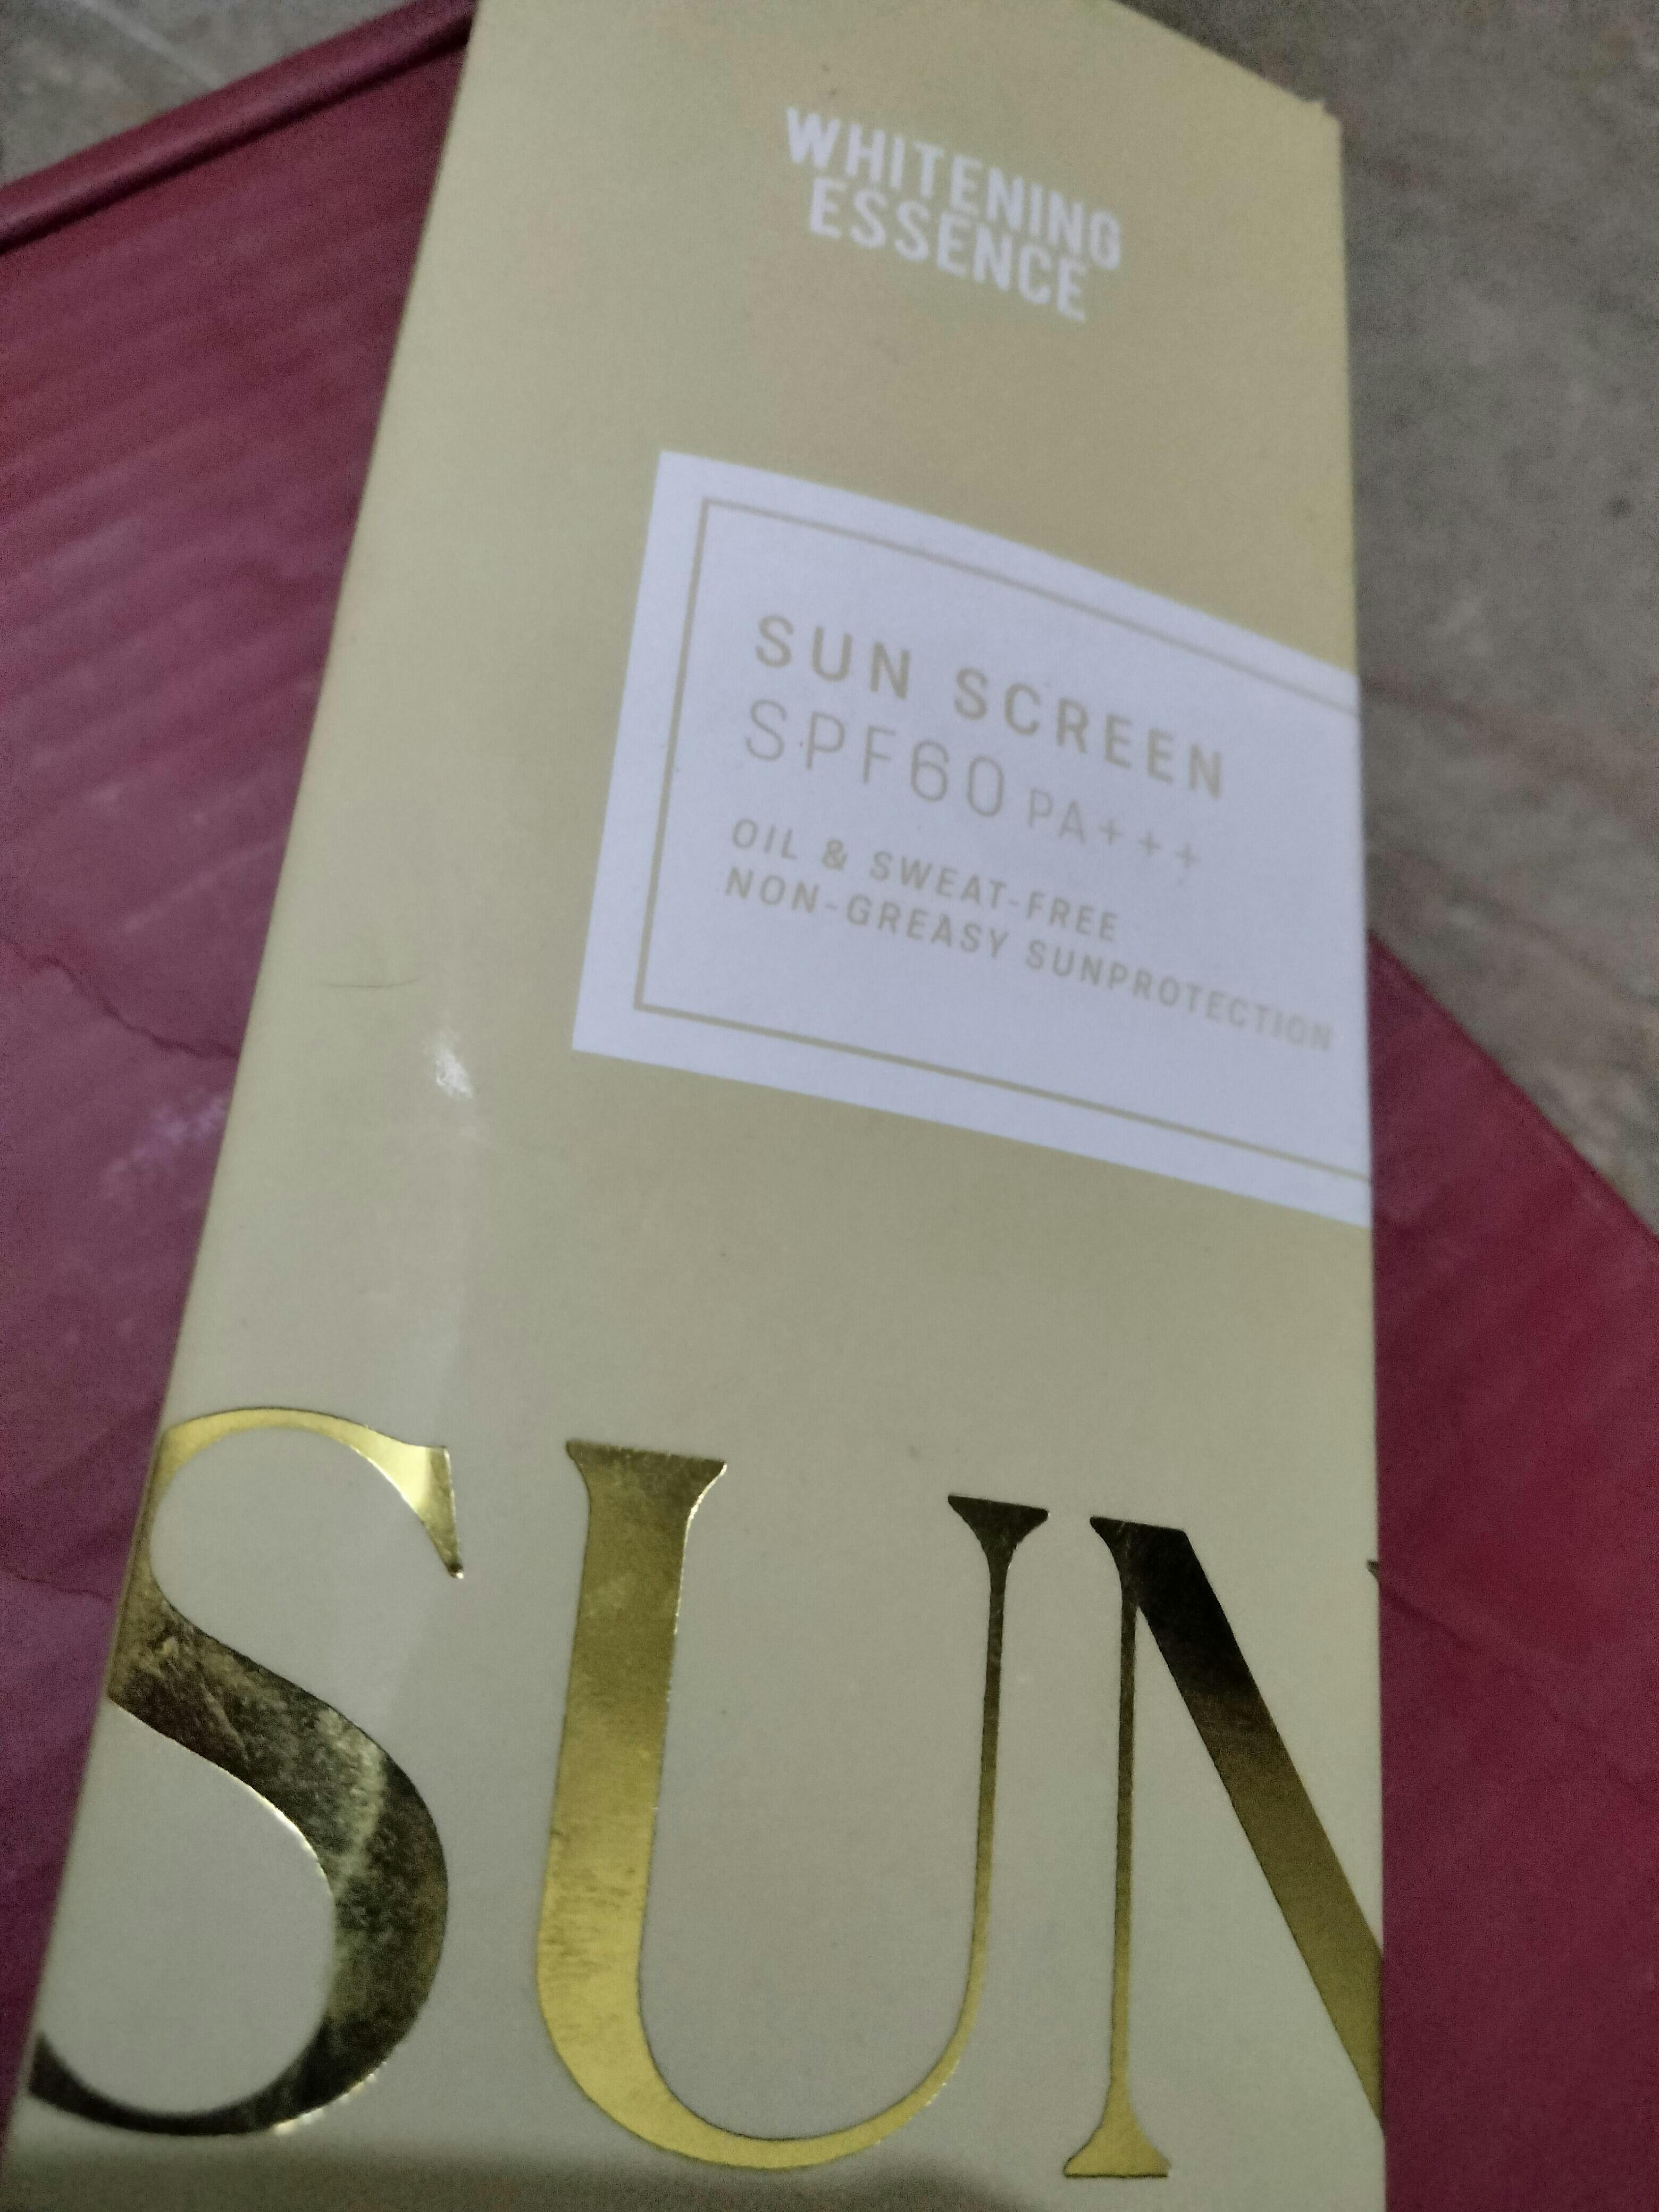 WHITENING
ESSENCE
SUN SCREEN
SPF60 PA+++
OIL & SWEAT-FREE
NON-GREASY SUNPROTECTION
SUN